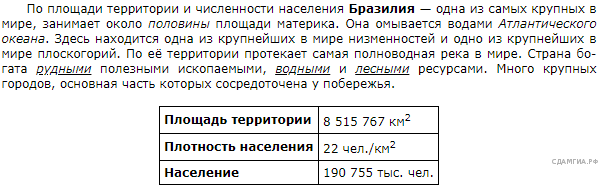 По площади территории и численности населения Бразилия — одна из самых крупных в
мире, занимает около половины площади материка. Она омывается водами Атлантического
океана. Здесь находится одна из крупнейших в мире низменностей и одно из крупнейших в
мире плоскогорий. По её территории протекает самая полноводная река в мире. Страна бо-
гата рудными полезными ископаемыми, водными и лесными ресурсами. Много крупных
городов, основная часть которых сосредоточена у побережья.
Площадь территории 8 515 767 км²
Плотность населения 22 чел./км²
Население 190 755 тыс. чел.
СДАМГИА.РФ